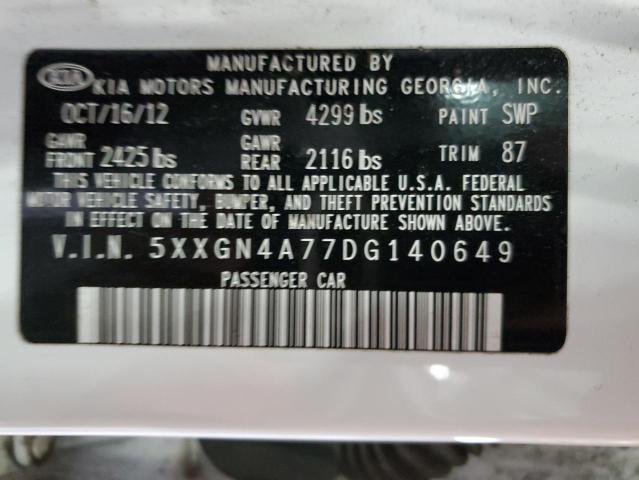 MANUFACTURED BY
KIA KIA MOTORS MANUFACTURING GEORGIA, INC.
OCT/16/12 GVWR 4299 lbs PAINT SWP
GAWR FRONT 2425 lbs GAWR REAR 2116 lbs TRIM 87
THIS VEHICLE CONFORMS TO ALL APPLICABLE U.S.A. FEDERAL
MOTOR VEHICLE SAFETY, BUMPER, AND THEFT PREVENTION STANDARDS
IN EFFECT ON THE DATE OF MANUFACTURE SHOWN ABOVE.
V.I.N. 5XXGN4A77DG140649
PASSENGER CAR